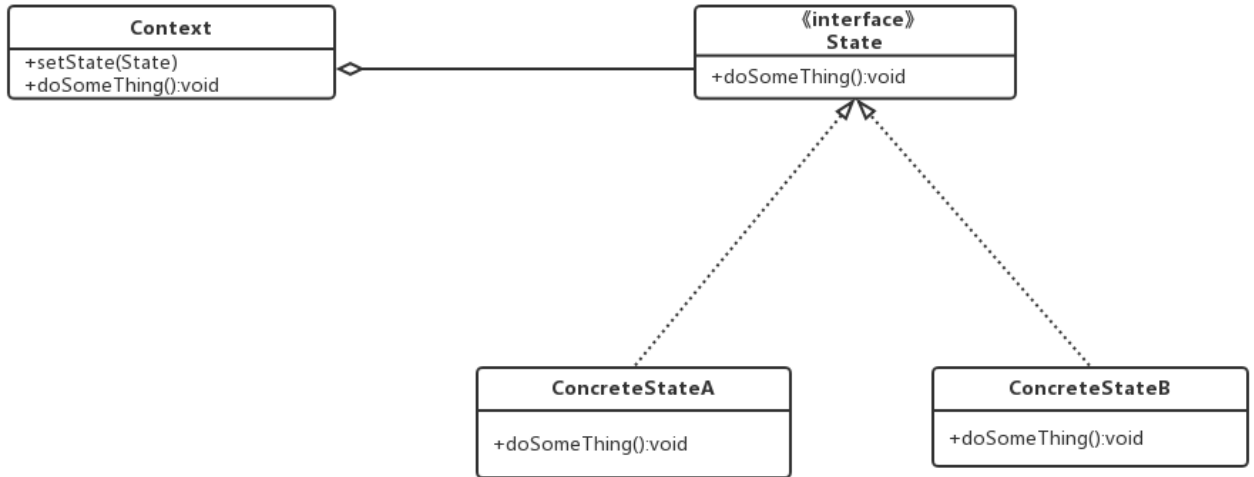 Context
+setState(State)
+doSomeThing():void
《interface》
State
+doSomeThing():void
ConcreteStateA
+doSomeThing():void
ConcreteStateB
+doSomeThing():void